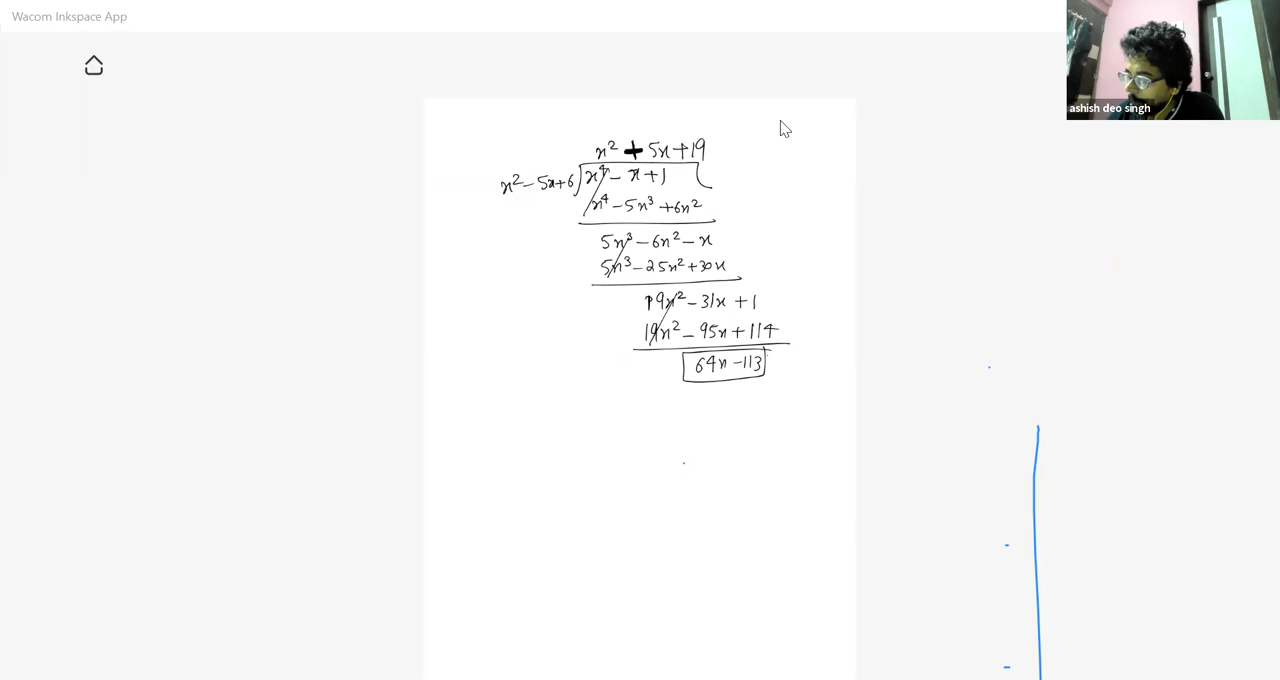 Wacom Inkspace App
ashish deo singh
x² + 5x + 19
x² - 5x + 6 ) x⁴ - x + 1 (
x⁴ - 5x³ + 6x²
5x³ - 6x² - x
5x³ - 25x² + 30x
19x² - 31x + 1
19x² - 95x + 114
64x - 113